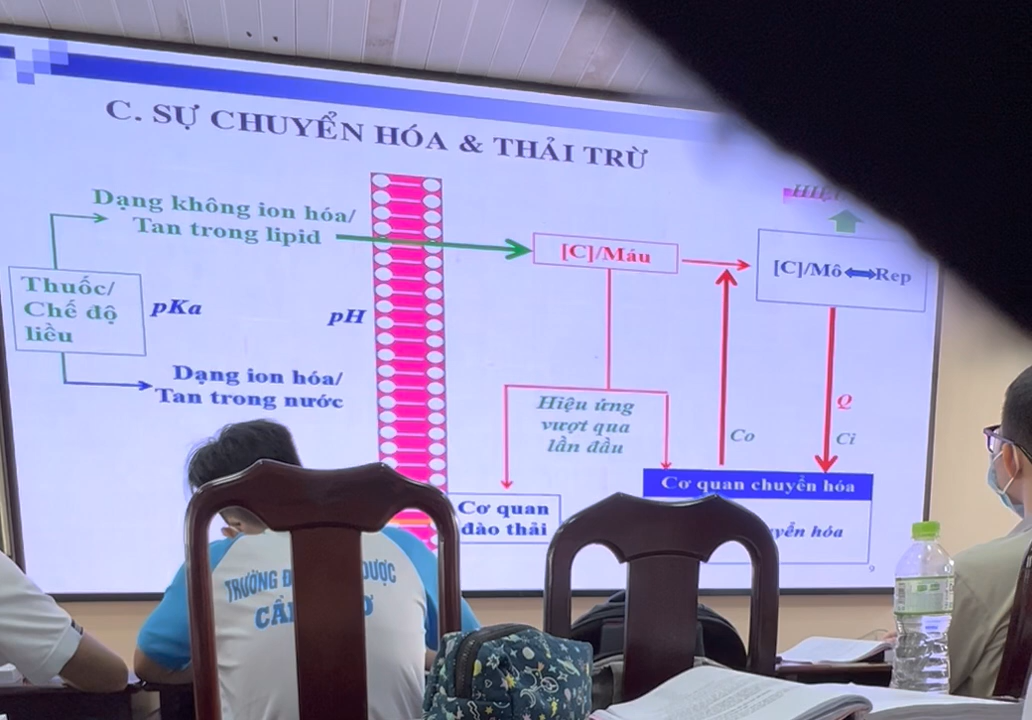 C. SỰ CHUYỂN HÓA & THẢI TRỪ
Dạng không ion hóa/
Tan trong lipid
Thuốc/
Chế độ
liều
pKa
pH
Dạng ion hóa/
Tan trong nước
[C]/Máu
[C]/Mô
Rep
Hiệu ứng
vượt qua
lần đầu
Q
Co
Ci
Cơ quan
đào thải
Cơ quan chuyển hóa
hóa
9
TRƯỜNG
DƯỢC